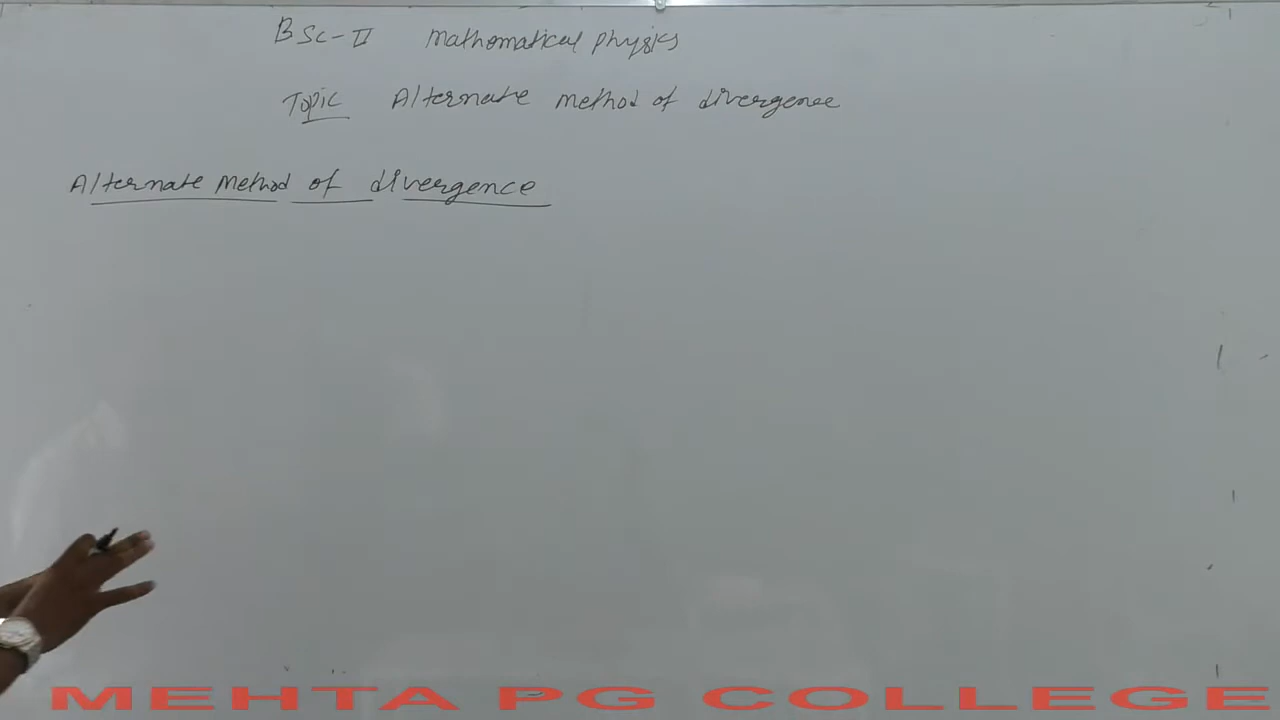 BSc-II Mathematical physics
Topic Alternate method of divergence
Alternate Method of divergence
MEHTA PG COLLEGE